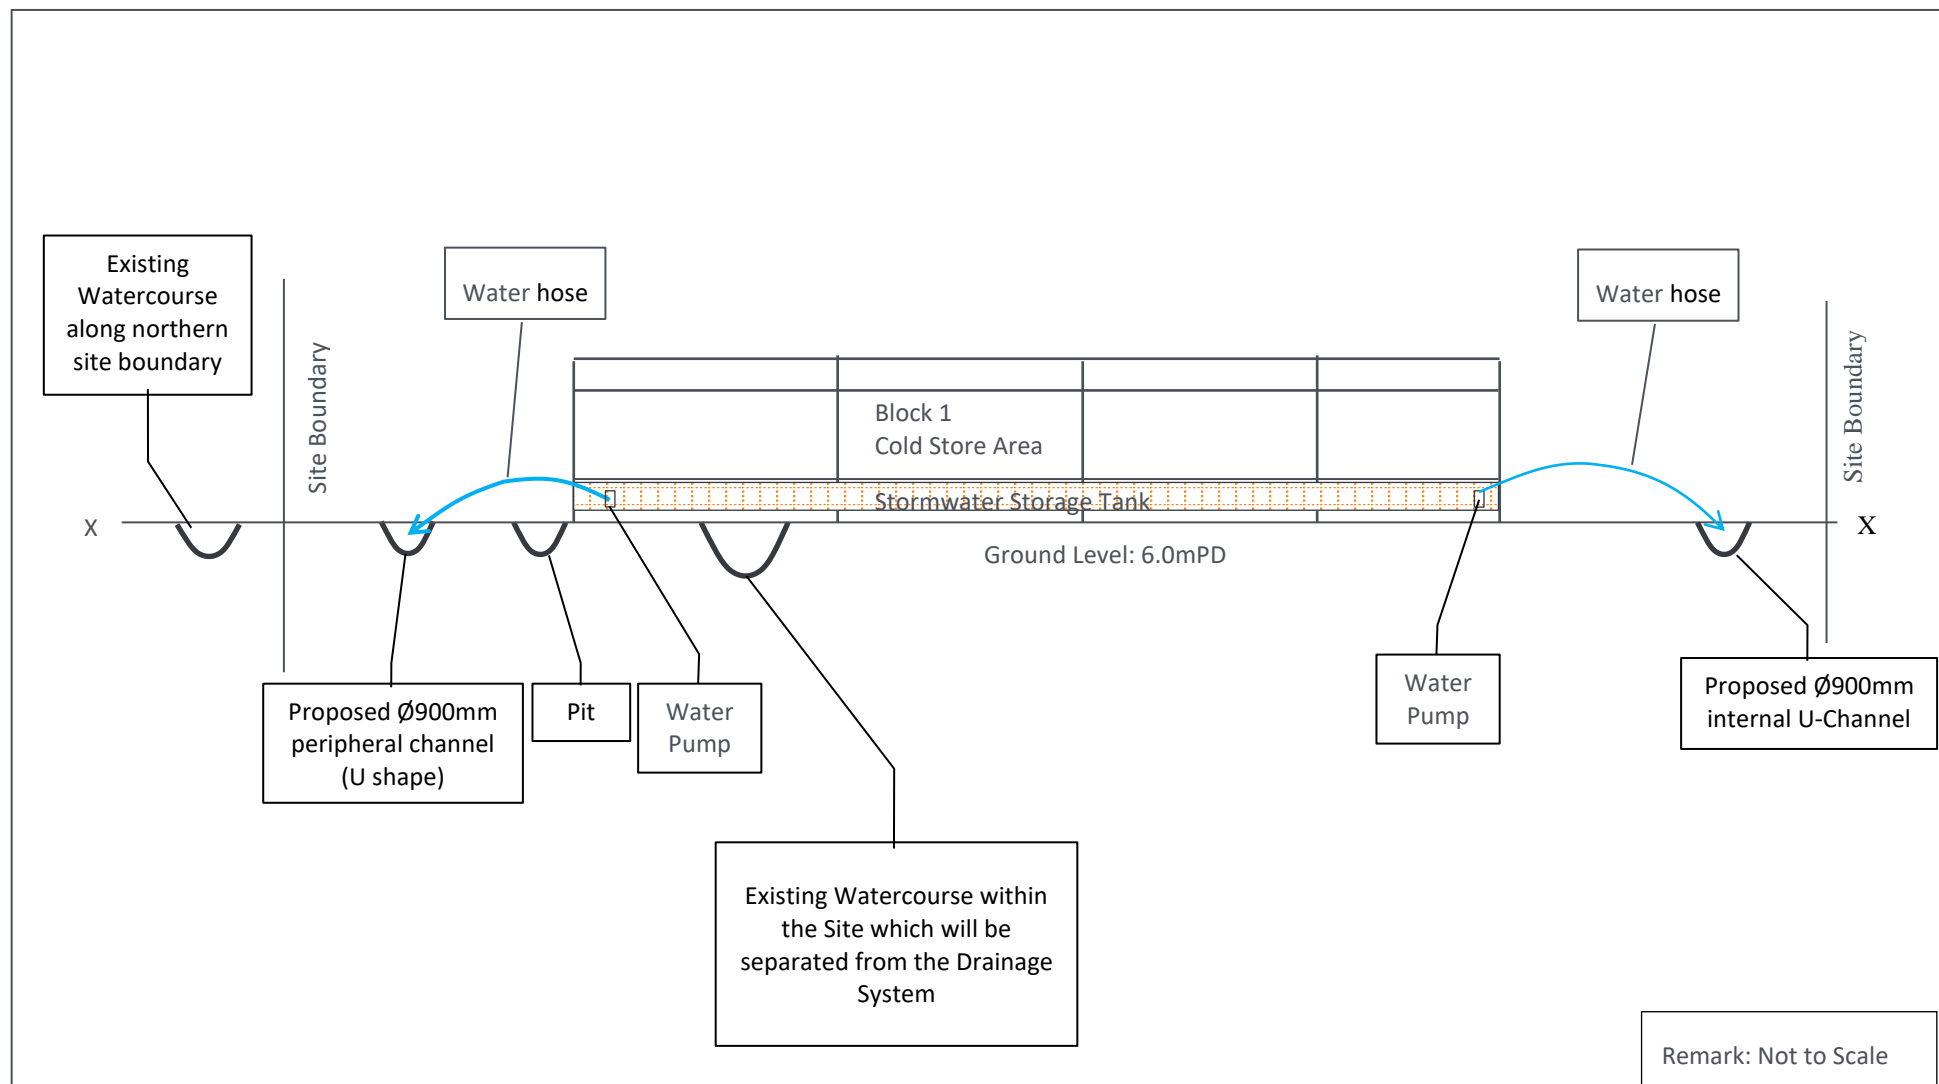 Existing
Watercourse
along northern
site boundary
Site Boundary
Water hose
Water hose
Site Boundary
Block 1
Cold Store Area
Stormwater Storage Tank
X
X
Ground Level: 6.0mPD
Proposed Ø900mm
peripheral channel
(U shape)
Pit
Water
Pump
Water
Pump
Proposed Ø900mm
internal U-Channel
Existing Watercourse within
the Site which will be
separated from the Drainage
System
Remark: Not to Scale